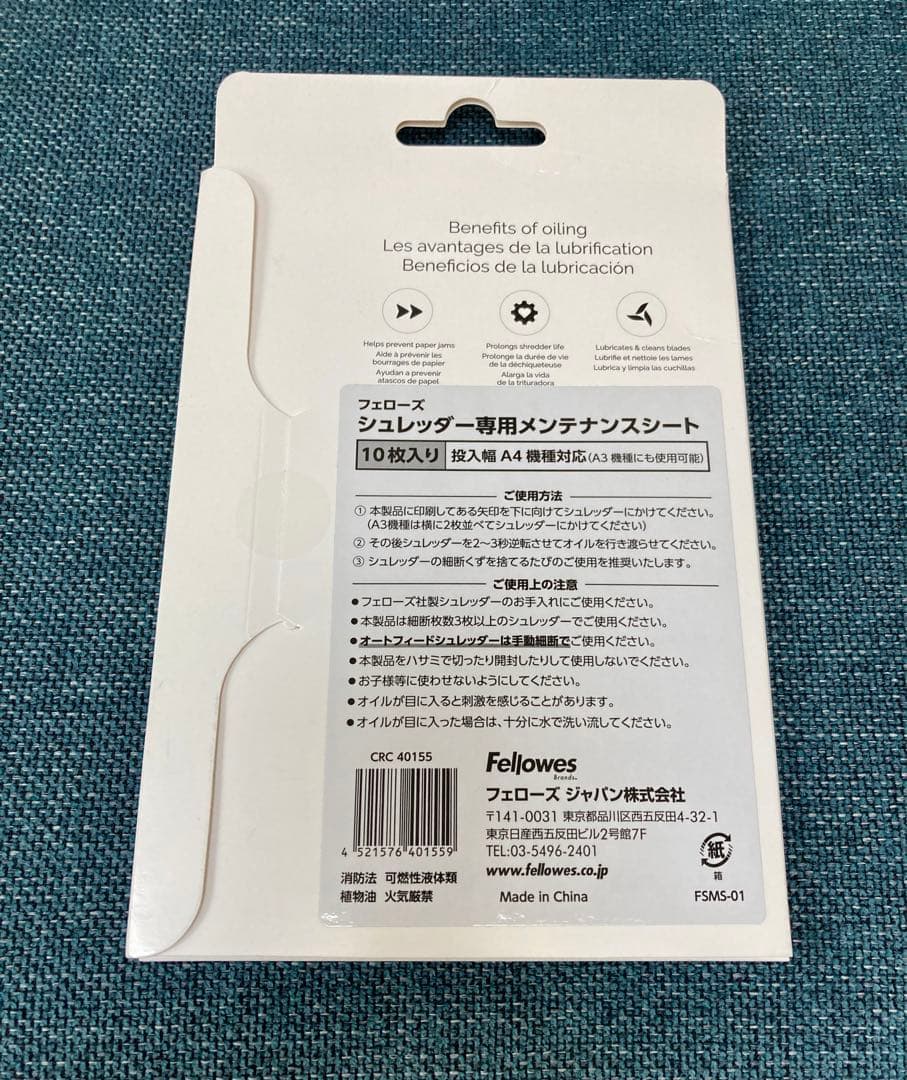 Benefits of oiling
Les avantages de la lubrification
Beneficios de la lubricación
Helps prevent paper jams
Aide à prévenir les
bourrages de papier
Ayudan a prevenir
atascos de papel
Prolongs shredder life
Prolonge la durée de vie
de la déchiqueteuse
Alarga la vida
de la trituradora
Lubricates & cleans blades
Lubrifie et nettoie les lames
Lubrica y limpia las cuchillas
フェローズ
シュレッダー専用メンテナンスシート
10枚入り 投入幅 A4 機種対応(A3 機種にも使用可能)
ご使用方法
① 本製品に印刷してある矢印を下に向けてシュレッダーにかけてください。
(A3機種は横に2枚並べてシュレッダーにかけてください)
② その後シュレッダーを2〜3秒逆転させてオイルを行き渡らせてください。
③ シュレッダーの細断くずを捨てるたびのご使用を推奨いたします。
ご使用上の注意
●フェローズ社製シュレッダーのお手入れにご使用ください。
●本製品は細断枚数3枚以上のシュレッダーでご使用ください。
●オートフィードシュレッダーは手動細断でご使用ください。
●本製品をハサミで切ったり開封したりして使用しないでください。
●お子様等に使わせないようにしてください。
●オイルが目に入ると刺激を感じることがあります。
●オイルが目に入った場合は、十分に水で洗い流してください。
CRC 40155
4 521576 401559
消防法 可燃性液体類
植物油 火気厳禁
Fellowes
Brands™
フェローズ ジャパン株式会社
〒141-0031 東京都品川区西五反田4-32-1
東京日産西五反田ビル2号館7F
TEL:03-5496-2401
www.fellowes.co.jp
Made in China
紙
箱
FSMS-01